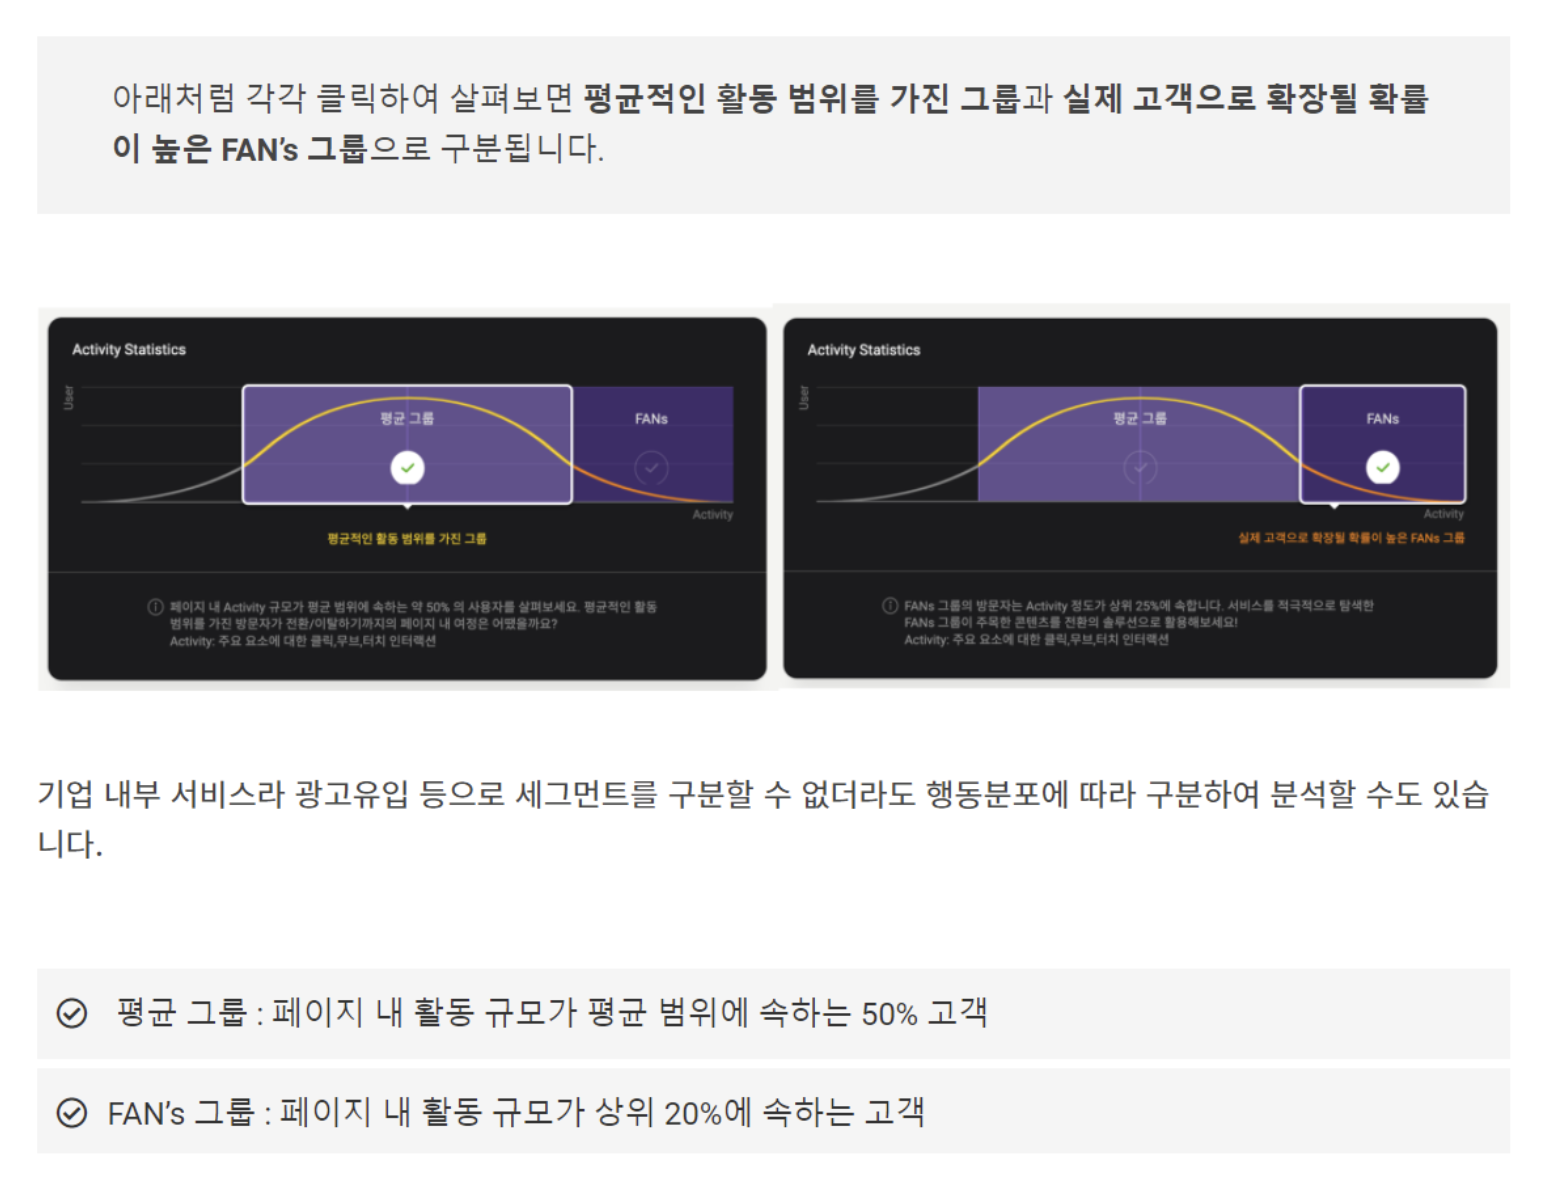 아래처럼 각각 클릭하여 살펴보면 평균적인 활동 범위를 가진 그룹과 실제 고객으로 확장될 확률
이 높은 FAN’s 그룹으로 구분됩니다.
Activity Statistics
User
평균 그룹
FANs
Activity
평균적인 활동 범위를 가진 그룹
페이지 내 Activity 규모가 평균 범위에 속하는 약 50% 의 사용자를 살펴보세요. 평균적인 활동
범위를 가진 방문자가 전환/이탈하기까지의 페이지 내 여정은 어땠을까요?
Activity: 주요 요소에 대한 클릭,무브,터치 인터랙션
Activity Statistics
User
평균 그룹
FANs
Activity
실제 고객으로 확장될 확률이 높은 FANs 그룹
FANs 그룹의 방문자는 Activity 정도가 상위 25%에 속합니다. 서비스를 적극적으로 탐색한
FANs 그룹이 주목한 콘텐츠를 전환의 솔루션으로 활용해보세요!
Activity: 주요 요소에 대한 클릭,무브,터치 인터랙션
기업 내부 서비스라 광고유입 등으로 세그먼트를 구분할 수 없더라도 행동분포에 따라 구분하여 분석할 수도 있습
니다.
평균 그룹 : 페이지 내 활동 규모가 평균 범위에 속하는 50% 고객
FAN’s 그룹 : 페이지 내 활동 규모가 상위 20%에 속하는 고객